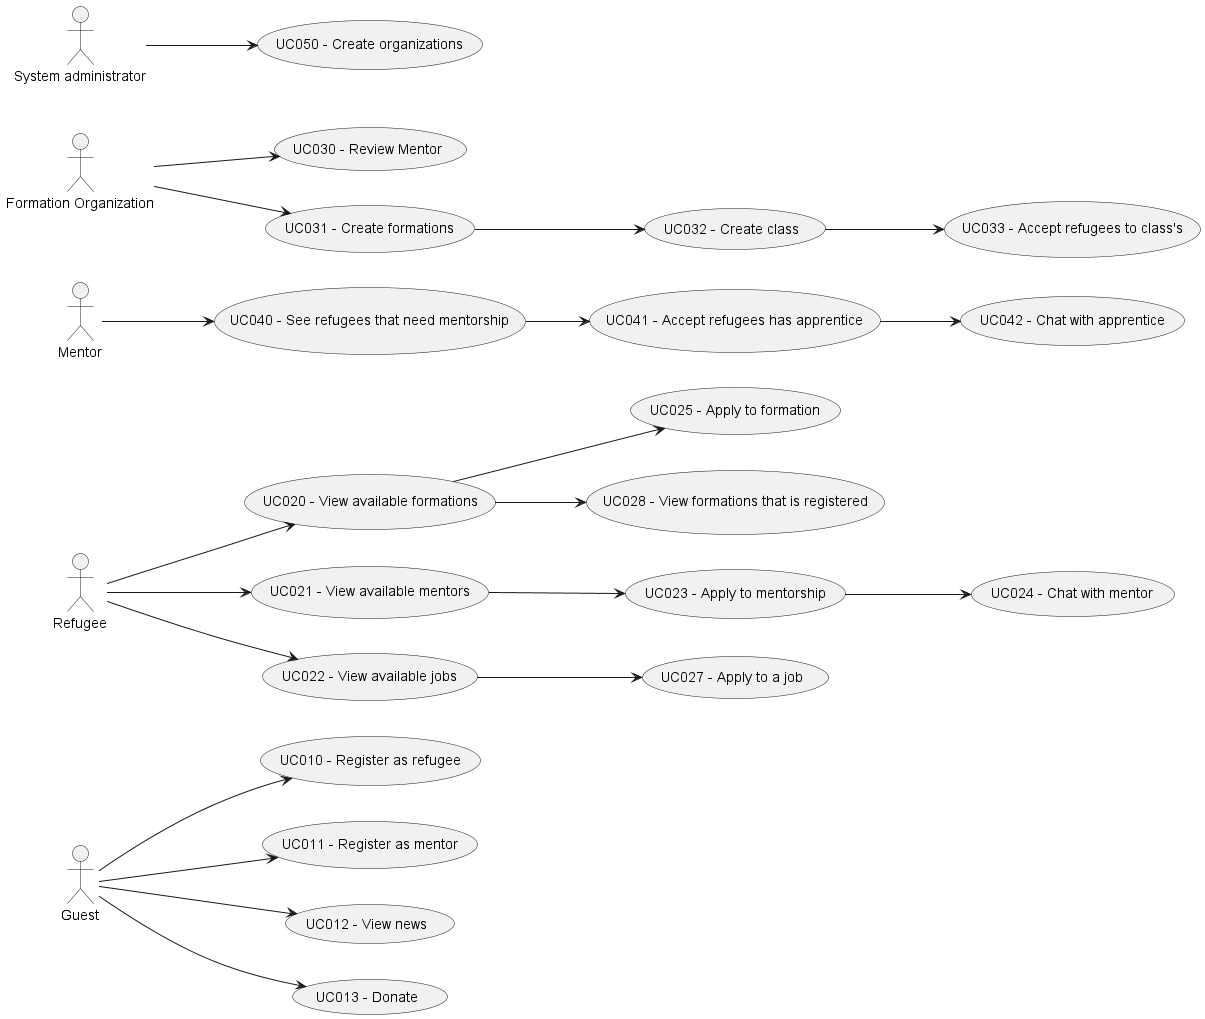 UC050 - Create organizations
System administrator
UC030 - Review Mentor
Formation Organization
UC031 - Create formations
UC032 - Create class
UC033 - Accept refugees to class's
UC040 - See refugees that need mentorship
UC041 - Accept refugees has apprentice
UC042 - Chat with apprentice
Mentor
UC025 - Apply to formation
UC020 - View available formations
UC028 - View formations that is registered
UC021 - View available mentors
UC023 - Apply to mentorship
UC024 - Chat with mentor
Refugee
UC022 - View available jobs
UC027 - Apply to a job
UC010 - Register as refugee
UC011 - Register as mentor
Guest
UC012 - View news
UC013 - Donate